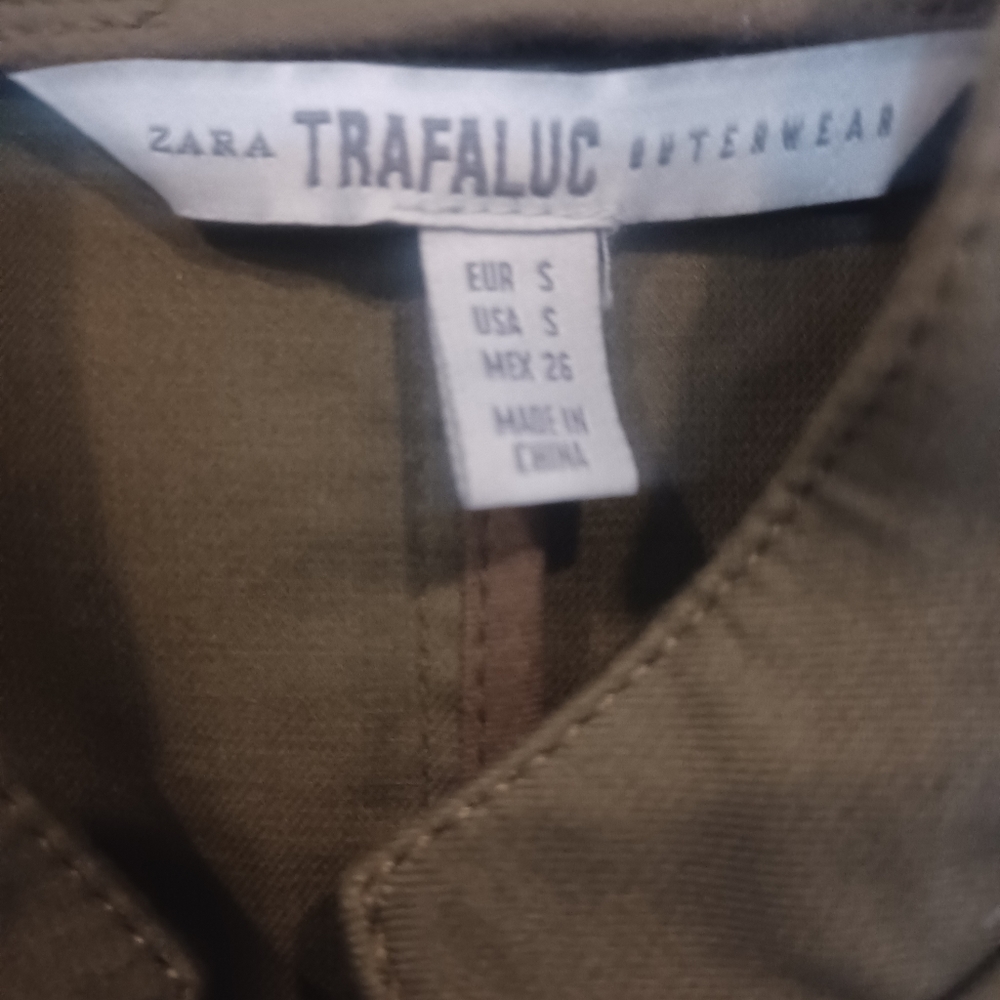 ZARA TRAFALUC OUTERWEAR
EUR S
USA S
MEX 26
MADE IN
CHINA